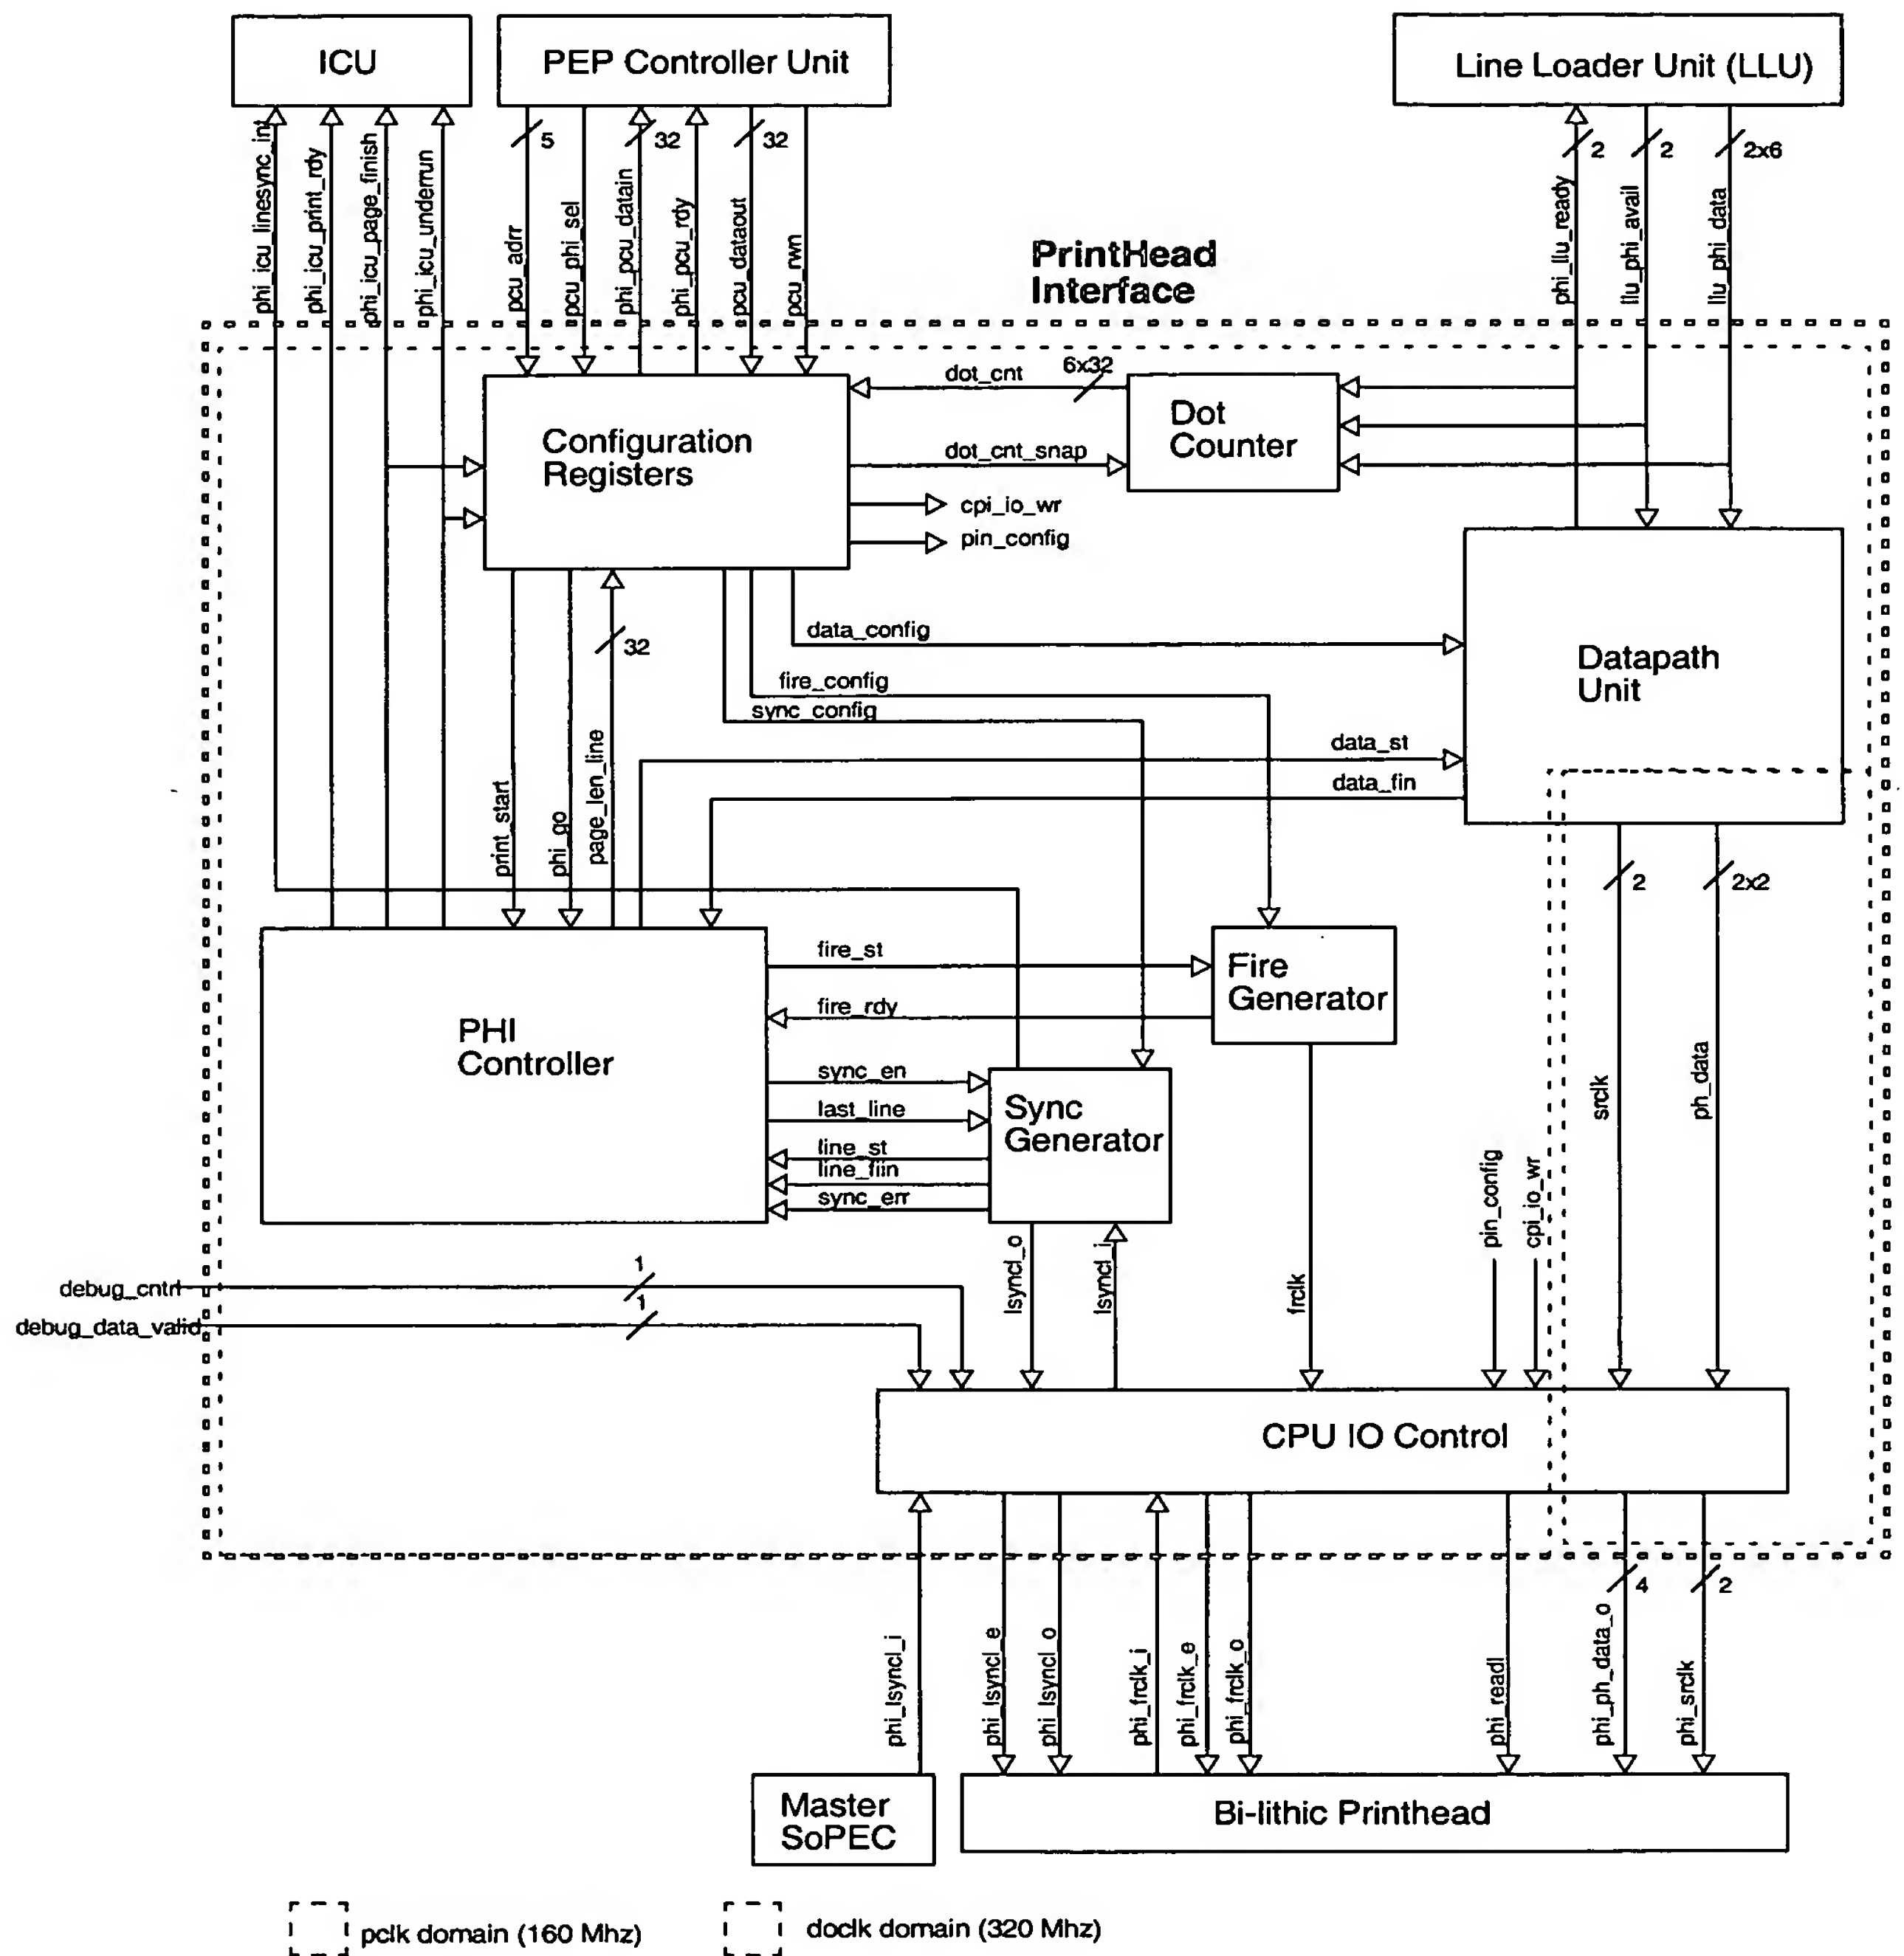 ICU
PEP Controller Unit
Line Loader Unit (LLU)
phi_icu_linesync_int
phi_icu_print_rdy
phi_icu_page_finish
phi_icu_underrun
5
32
32
pcu_adrr
pcu_phi_sel
phi_pcu_datain
phi_pcu_rdy
pcu_dataout
pcu_rwn
2
2
2x6
phi_llu_ready
llu_phi_avail
llu_phi_data
PrintHead
Interface
dot_cnt
6x32
Configuration
Registers
Dot
Counter
dot_cnt_snap
cpi_io_wr
pin_config
32
data_config
fire_config
sync_config
Datapath
Unit
data_st
data_fin
print_start
phi_go
page_len_line
2
2x2
fire_st
Fire
Generator
fire_rdy
PHI
Controller
sync_en
last_line
line_st
line_fiin
sync_err
Sync
Generator
srclk
ph_data
pin_config
cpi_io_wr
lsyncl_o
lsyncl_i
frclk
debug_cntrl
1
debug_data_valid
1
CPU IO Control
4
2
phi_lsyncl_i
phi_lsyncl_e
phi_lsyncl_o
phi_frclk_i
phi_frclk_e
phi_frclk_o
phi_readl
phi_ph_data_o
phi_srclk
Master
SoPEC
Bi-lithic Printhead
pclk domain (160 Mhz)
doclk domain (320 Mhz)